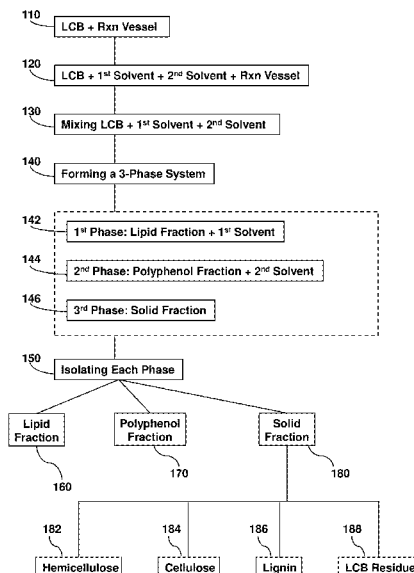 110
LCB + Rxn Vessel
120
LCB + 1st Solvent + 2nd Solvent + Rxn Vessel
130
Mixing LCB + 1st Solvent + 2nd Solvent
140
Forming a 3-Phase System
142
1st Phase: Lipid Fraction + 1st Solvent
144
2nd Phase: Polyphenol Fraction + 2nd Solvent
146
3rd Phase: Solid Fraction
150
Isolating Each Phase
Lipid
Fraction
Polyphenol
Fraction
Solid
Fraction
160
170
180
182
184
186
188
Hemicellulose
Cellulose
Lignin
LCB Residue